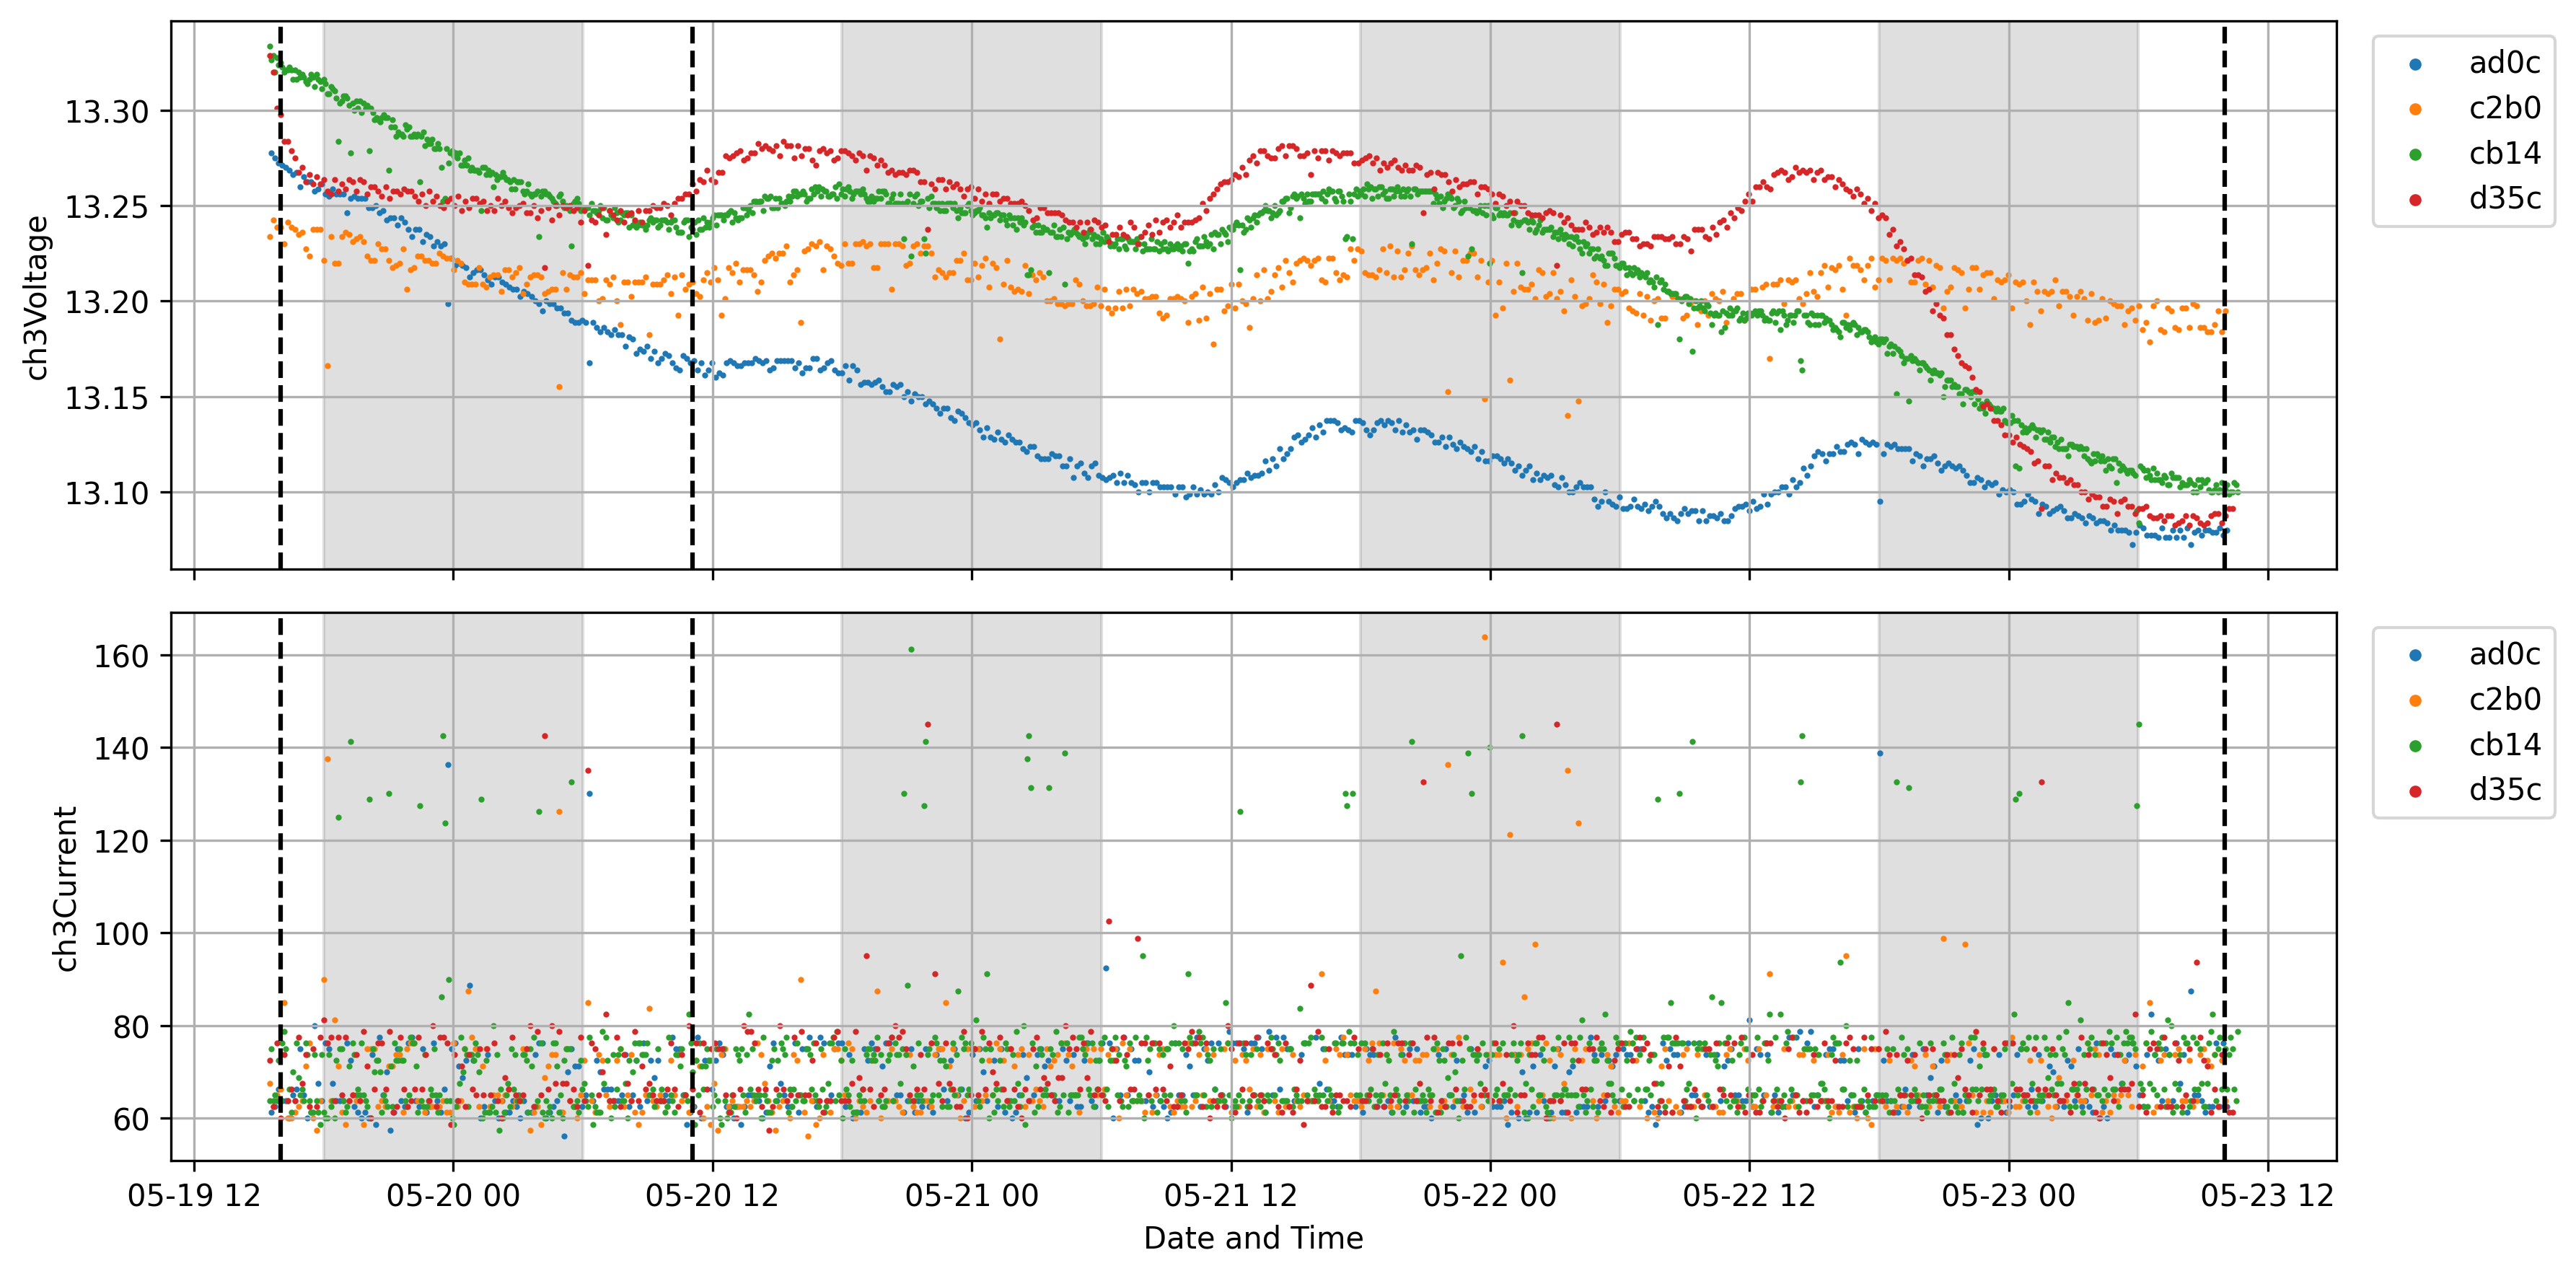 ch3Voltage
13.30
13.25
13.20
13.15
13.10
ad0c
c2b0
cb14
d35c
ch3Current
160
140
120
100
80
60
ad0c
c2b0
cb14
d35c
05-19 12
05-20 00
05-20 12
05-21 00
05-21 12
05-22 00
05-22 12
05-23 00
05-23 12
Date and Time